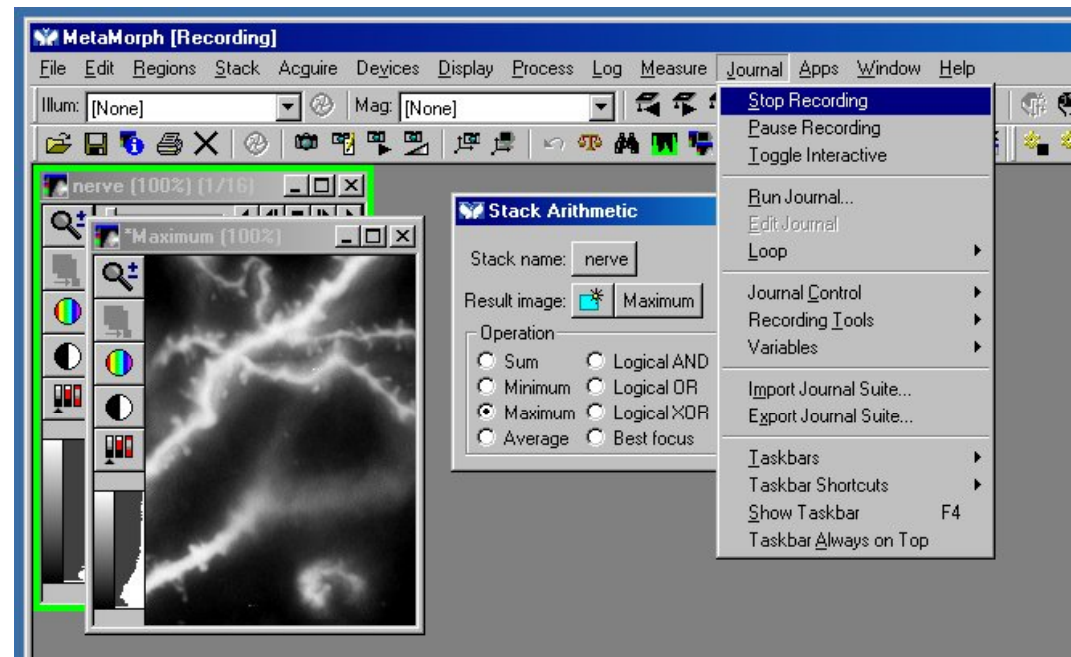 MetaMorph [Recording]
File Edit Regions Stack Acquire Devices Display Process Log Measure Journal Apps Window Help
Illum: [None] Mag: [None]
nerve (100%) (1/16)
*Maximum (100%)
Stack Arithmetic
Stack name: nerve
Result image: Maximum
Operation
Sum Logical AND
Minimum Logical OR
Maximum Logical XOR
Average Best focus
Stop Recording
Pause Recording
Toggle Interactive
Run Journal...
Edit Journal
Loop
Journal Control
Recording Tools
Variables
Import Journal Suite...
Export Journal Suite...
Taskbars
Taskbar Shortcuts
Show Taskbar F4
Taskbar Always on Top